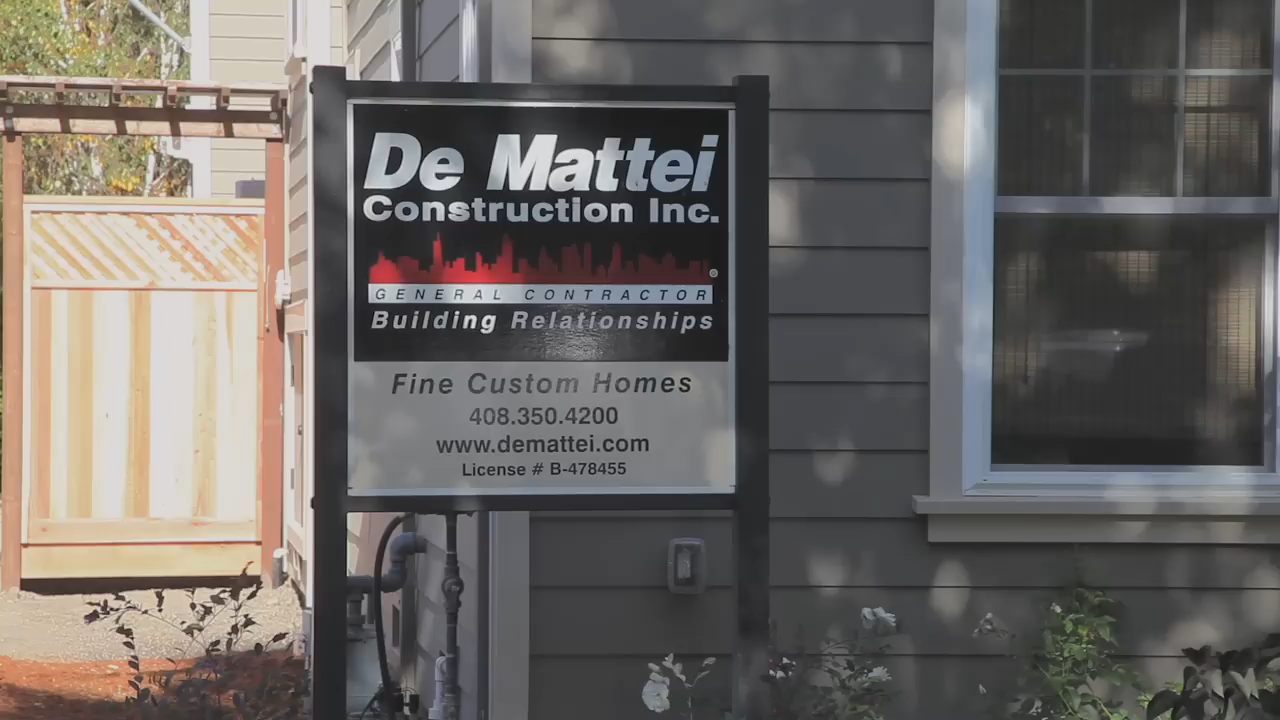 De Mattei
Construction Inc.
GENERAL CONTRACTOR
Building Relationships
Fine Custom Homes
408.350.4200
www.demattei.com
License # B-478455